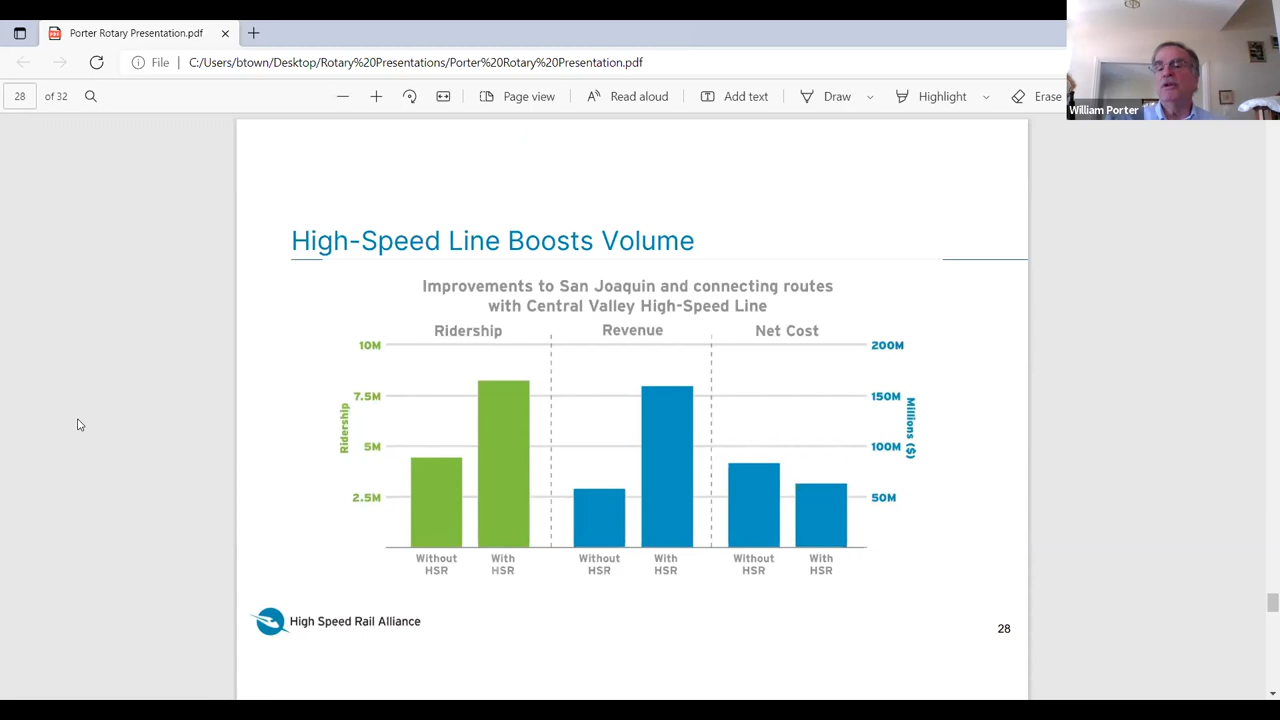 Porter Rotary Presentation.pdf
File C:/Users/btown/Desktop/Rotary%20Presentations/Porter%20Rotary%20Presentation.pdf
28 of 32 Page view Read aloud Add text Draw Highlight Erase
William Porter
High-Speed Line Boosts Volume
Improvements to San Joaquin and connecting routes
with Central Valley High-Speed Line
Ridership Revenue Net Cost
10M 200M
7.5M 150M
5M 100M
2.5M 50M
Ridership
Millions ($)
Without With Without With Without With
HSR HSR HSR HSR HSR HSR
High Speed Rail Alliance
28